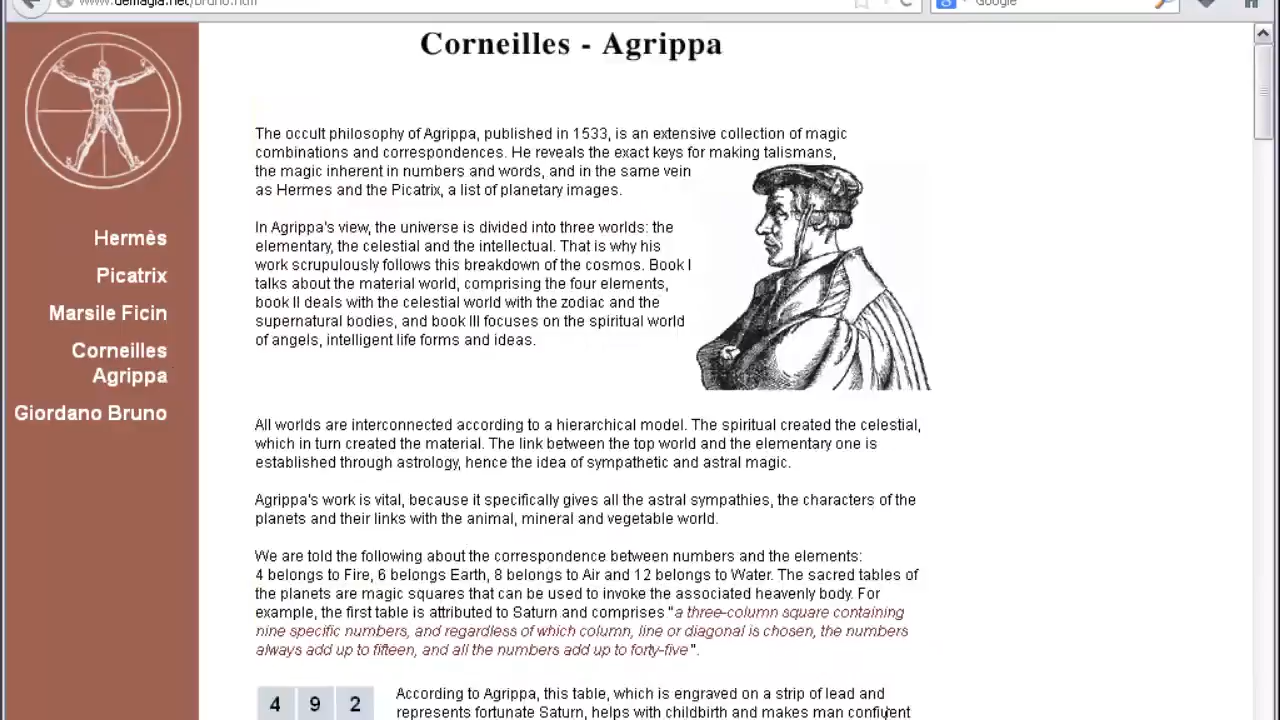 www.demagia.net/bruno.htm
Google
Corneilles - Agrippa
Hermès
Picatrix
Marsile Ficin
Corneilles
Agrippa
Giordano Bruno
The occult philosophy of Agrippa, published in 1533, is an extensive collection of magic
combinations and correspondences. He reveals the exact keys for making talismans,
the magic inherent in numbers and words, and in the same vein
as Hermes and the Picatrix, a list of planetary images.
In Agrippa's view, the universe is divided into three worlds: the
elementary, the celestial and the intellectual. That is why his
work scrupulously follows this breakdown of the cosmos. Book I
talks about the material world, comprising the four elements,
book II deals with the celestial world with the zodiac and the
supernatural bodies, and book III focuses on the spiritual world
of angels, intelligent life forms and ideas.
All worlds are interconnected according to a hierarchical model. The spiritual created the celestial,
which in turn created the material. The link between the top world and the elementary one is
established through astrology, hence the idea of sympathetic and astral magic.
Agrippa's work is vital, because it specifically gives all the astral sympathies, the characters of the
planets and their links with the animal, mineral and vegetable world.
We are told the following about the correspondence between numbers and the elements:
4 belongs to Fire, 6 belongs Earth, 8 belongs to Air and 12 belongs to Water. The sacred tables of
the planets are magic squares that can be used to invoke the associated heavenly body. For
example, the first table is attributed to Saturn and comprises "a three-column square containing
nine specific numbers, and regardless of which column, line or diagonal is chosen, the numbers
always add up to fifteen, and all the numbers add up to forty-five".
4 9 2
According to Agrippa, this table, which is engraved on a strip of lead and
represents fortunate Saturn, helps with childbirth and makes man confident